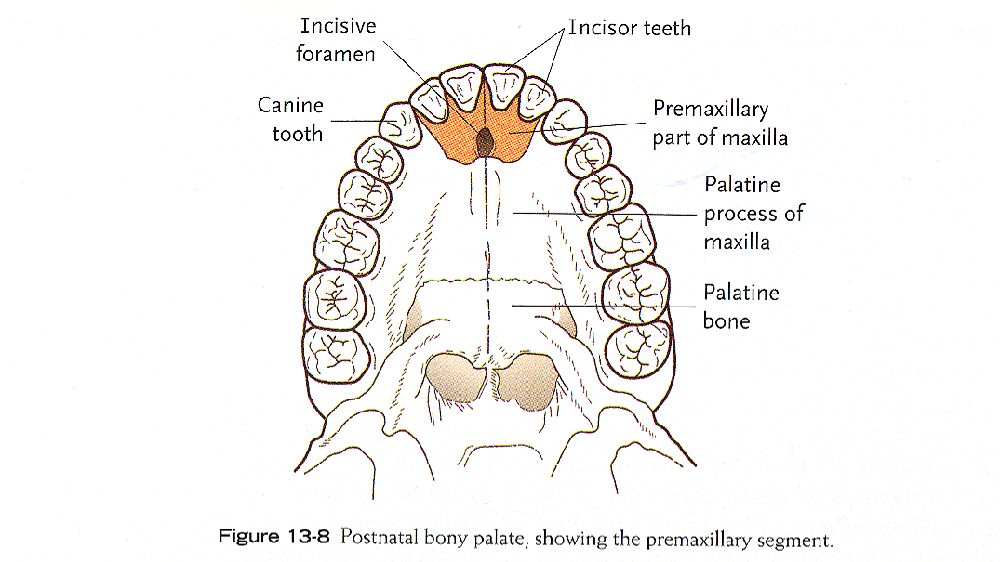 Incisive
foramen
Incisor teeth
Canine
tooth
Premaxillary
part of maxilla
Palatine
process of
maxilla
Palatine
bone
Figure 13-8 Postnatal bony palate, showing the premaxillary segment.